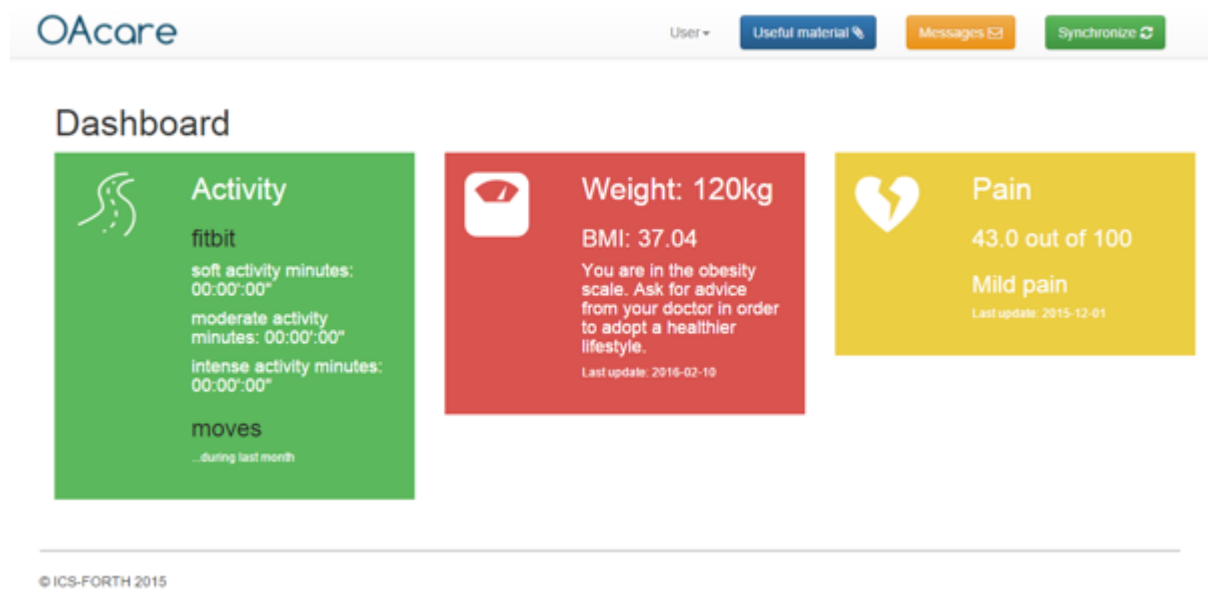 OAcare
User
Useful material
Messages
Synchronize
Dashboard
Activity
fitbit
soft activity minutes:
00:00':00"
moderate activity
minutes: 00:00':00"
intense activity minutes:
00:00':00"
moves
...during last month
Weight: 120kg
BMI: 37.04
You are in the obesity
scale. Ask for advice
from your doctor in order
to adopt a healthier
lifestyle.
Last update: 2016-02-10
Pain
43.0 out of 100
Mild pain
Last update: 2015-12-01
© ICS-FORTH 2015